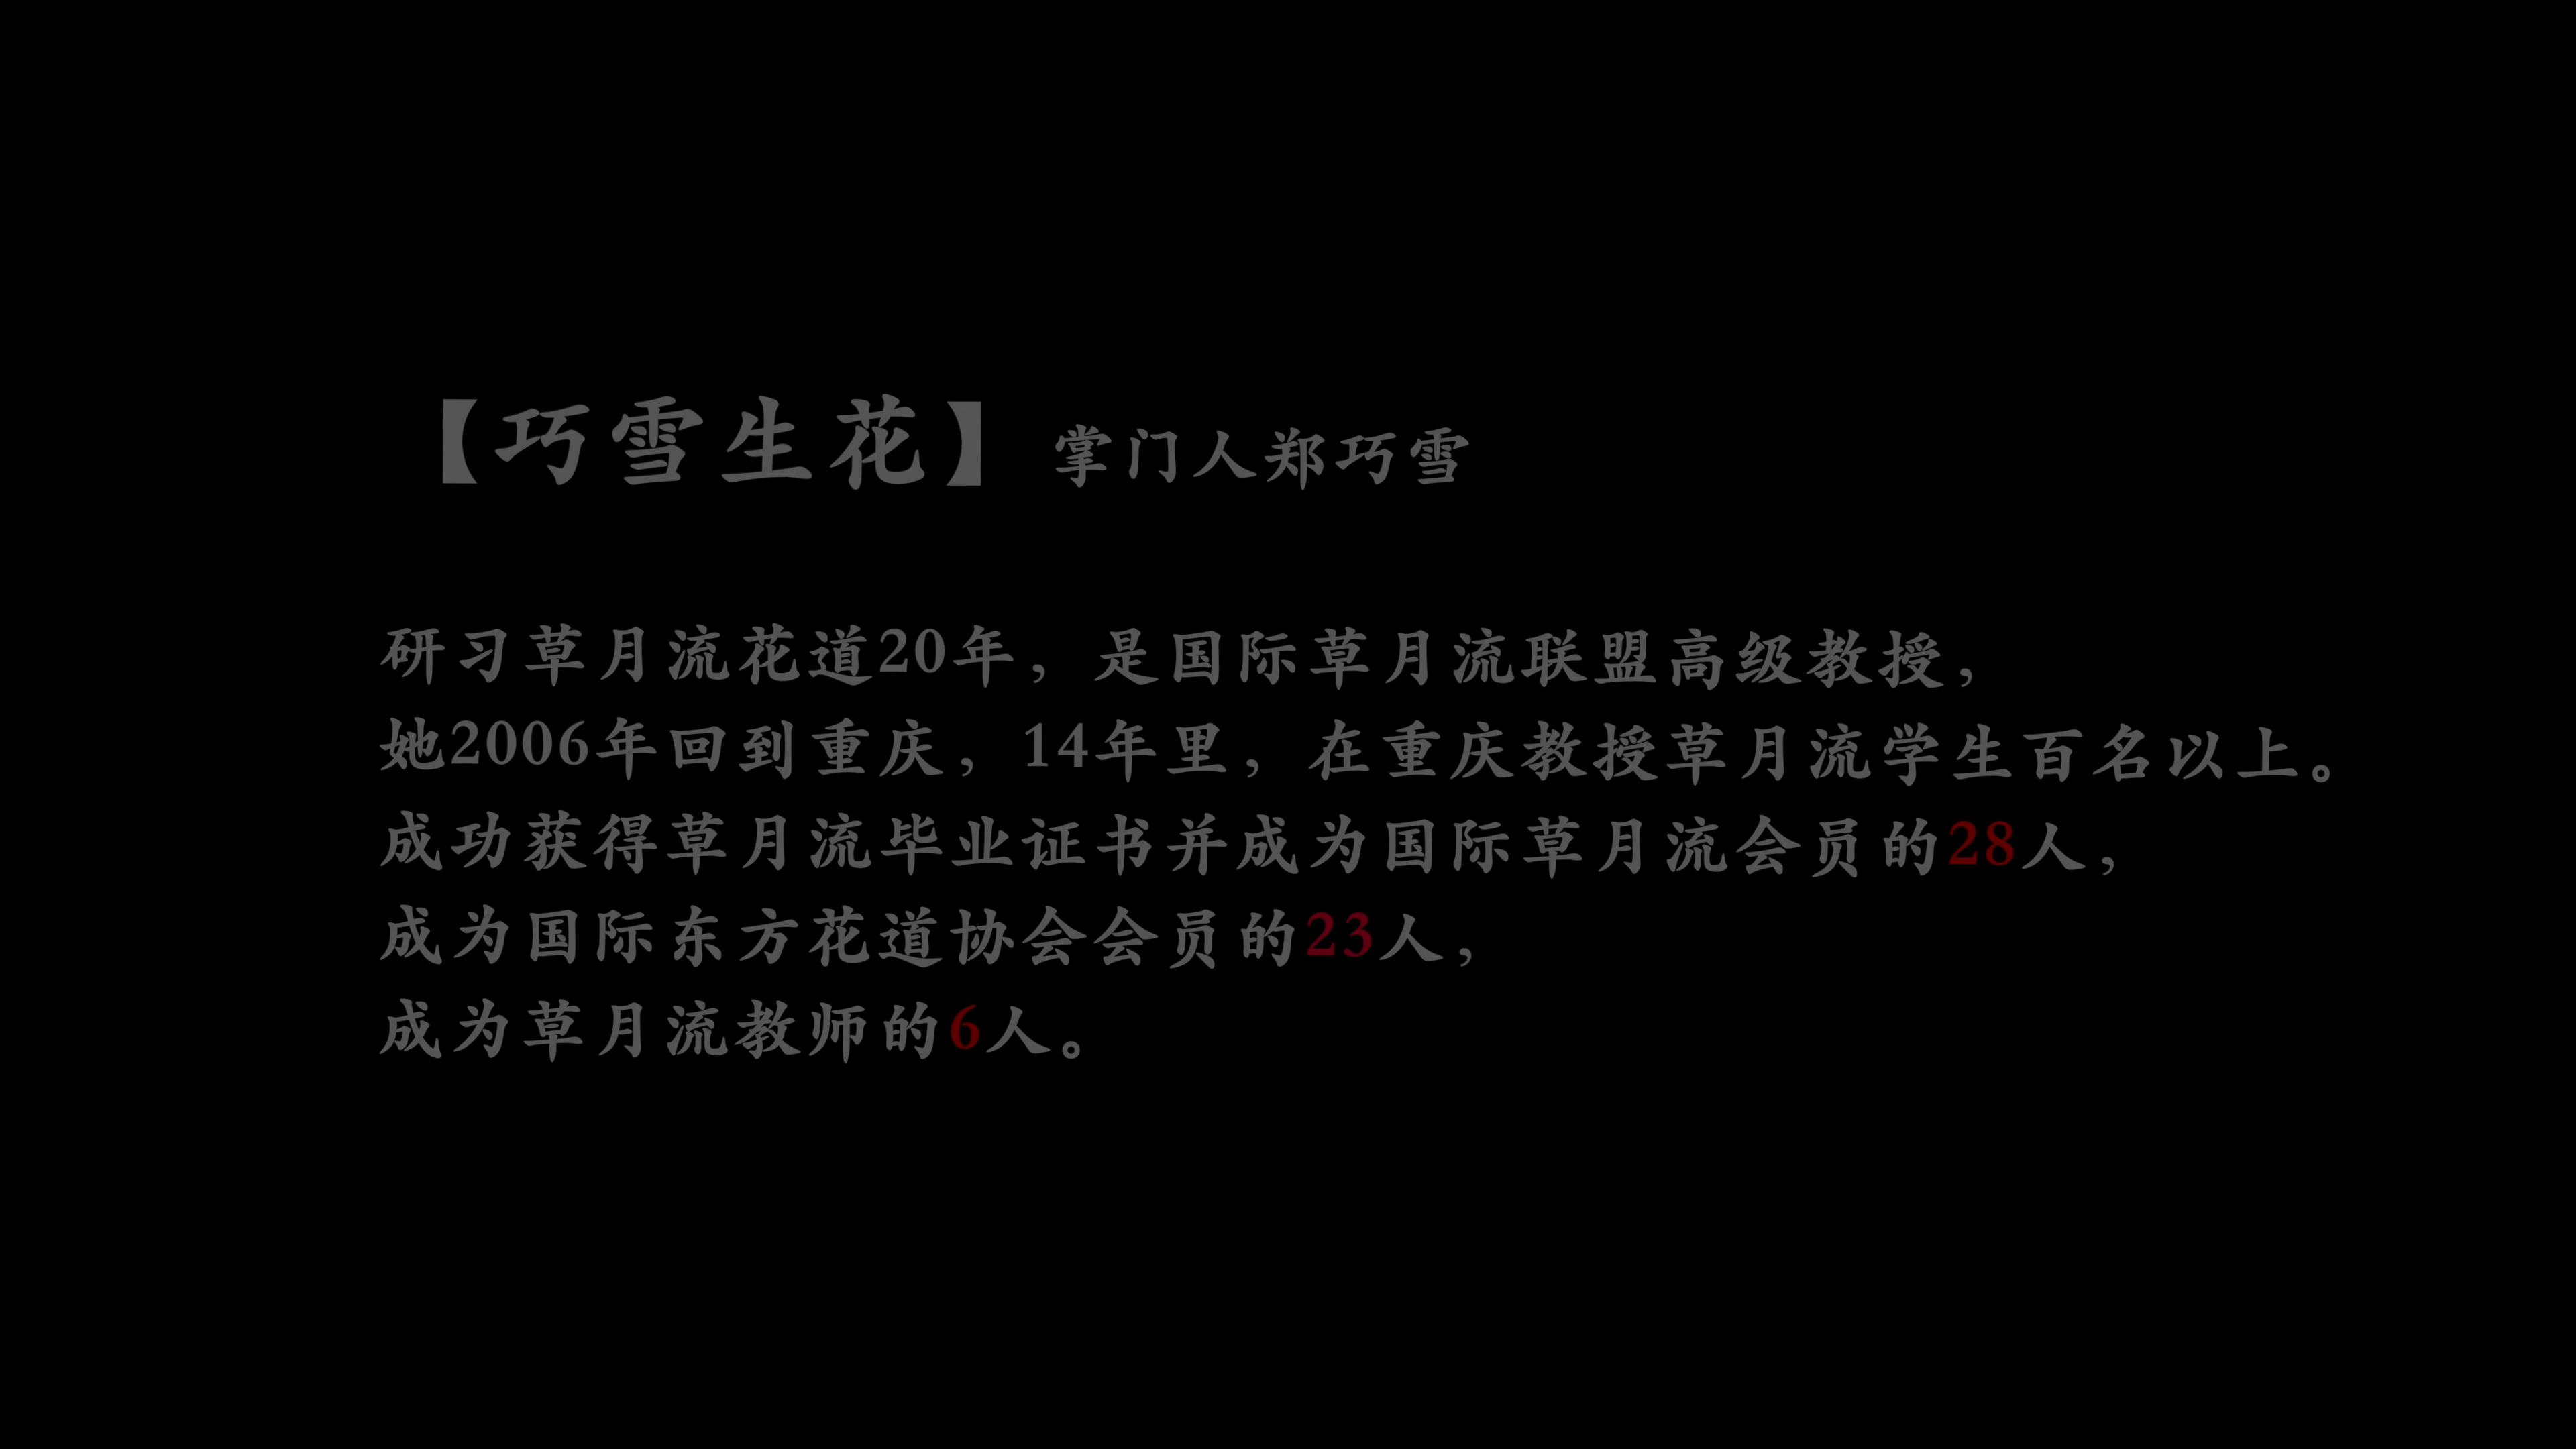 【巧雪生花】 掌门人郑巧雪
研习草月流花道20年，是国际草月流联盟高级教授，
她2006年回到重庆，14年里，在重庆教授草月流学生百名以上。
成功获得草月流毕业证书并成为国际草月流会员的28人，
成为国际东方花道协会会员的23人，
成为草月流教师的6人。